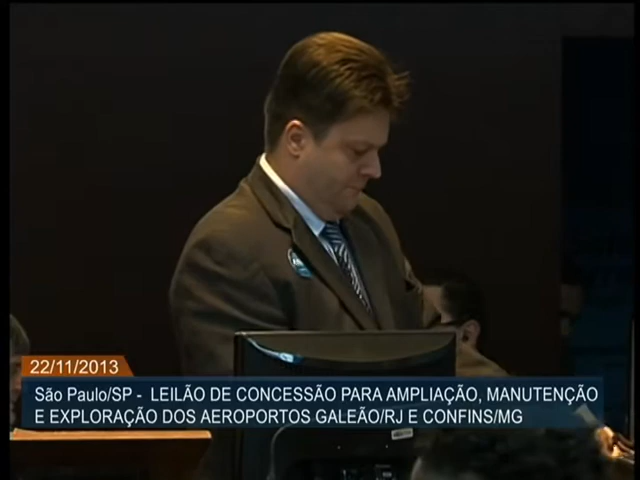 22/11/2013
São Paulo/SP - LEILÃO DE CONCESSÃO PARA AMPLIAÇÃO, MANUTENÇÃO
E EXPLORAÇÃO DOS AEROPORTOS GALEÃO/RJ E CONFINS/MG